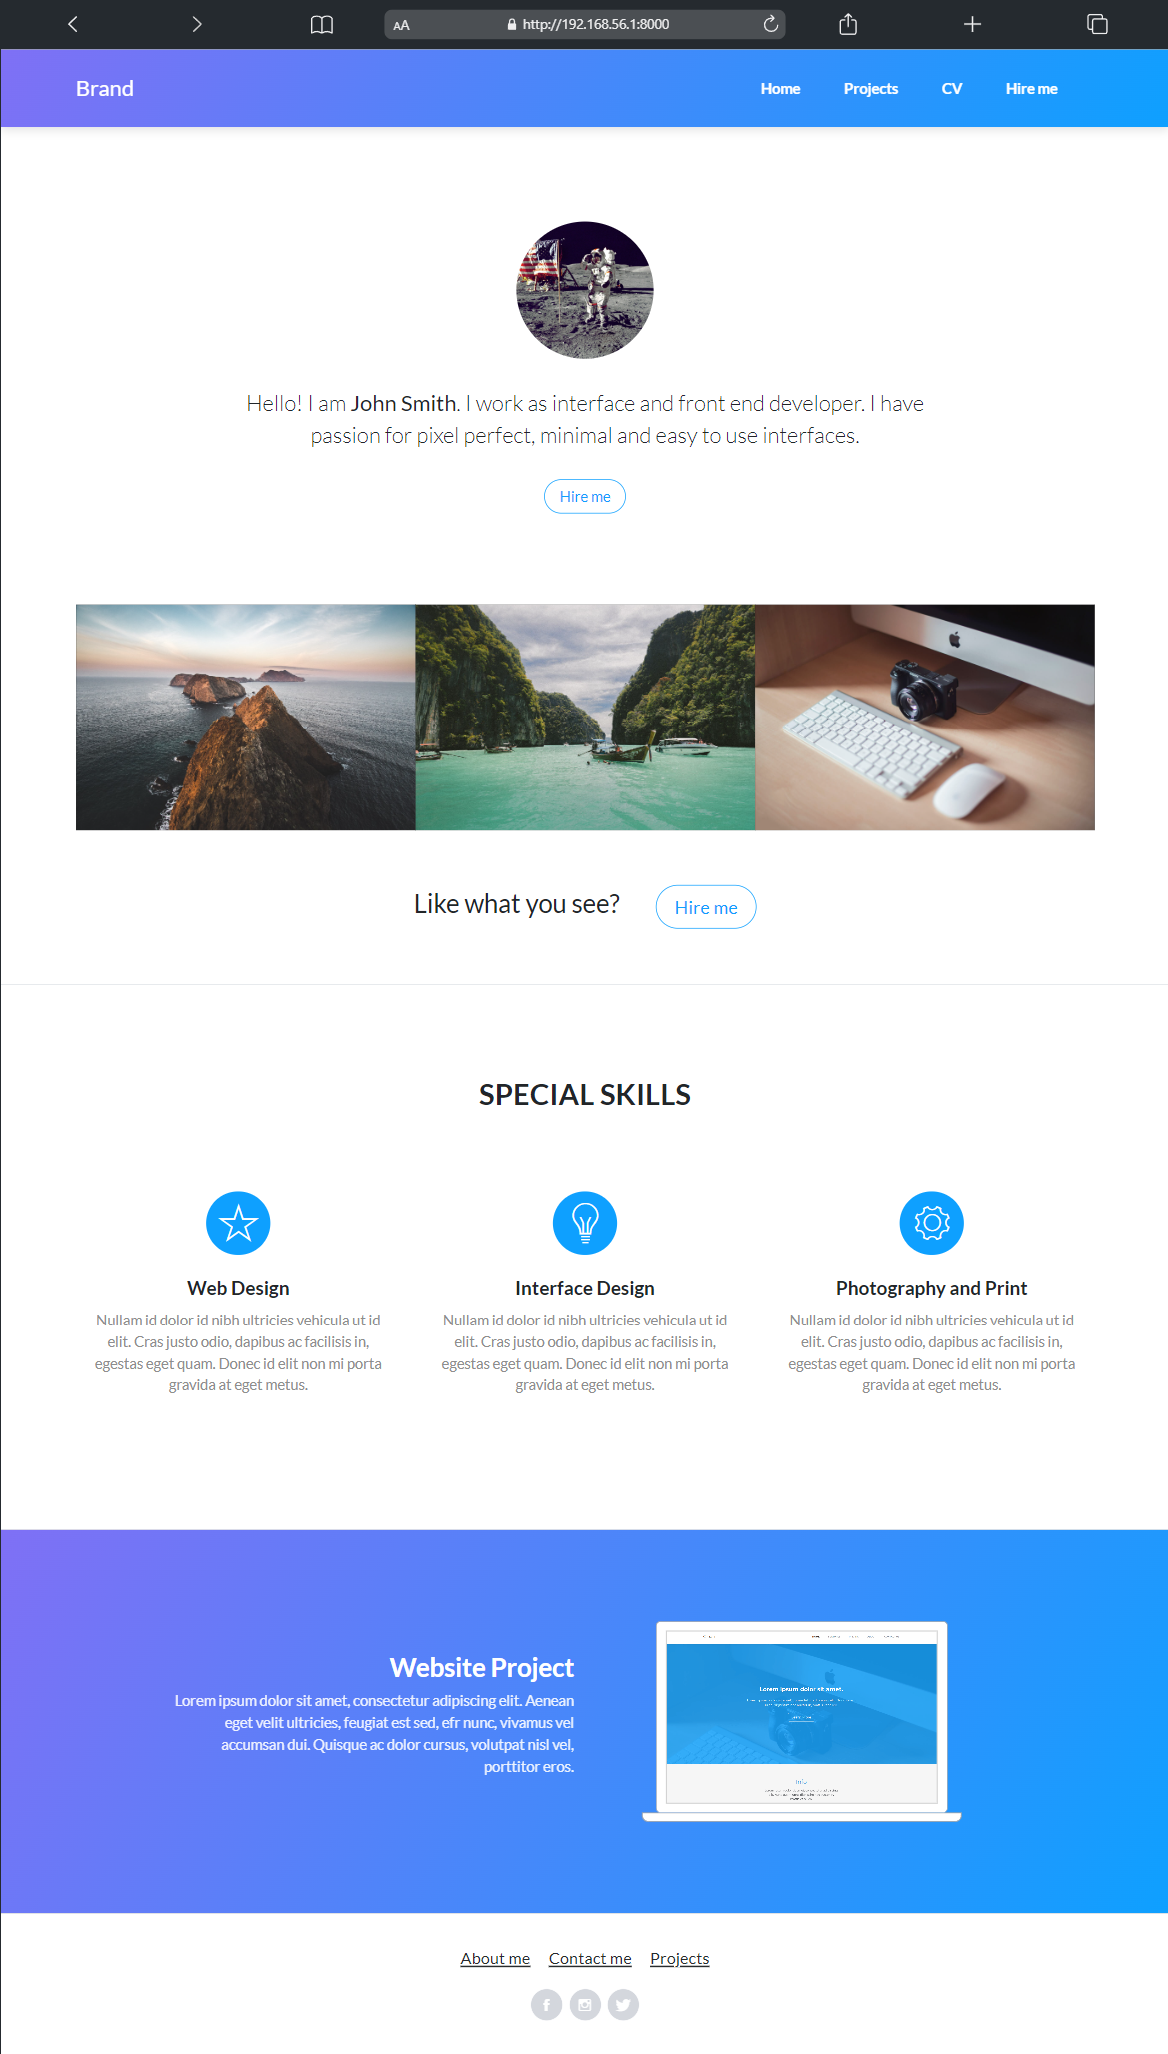 AA http://192.168.56.1:8000
Brand Home Projects CV Hire me
Hello! I am John Smith. I work as interface and front end developer. I have
passion for pixel perfect, minimal and easy to use interfaces.
Hire me
Like what you see? Hire me
SPECIAL SKILLS
Web Design
Nullam id dolor id nibh ultricies vehicula ut id
elit. Cras justo odio, dapibus ac facilisis in,
egestas eget quam. Donec id elit non mi porta
gravida at eget metus.
Interface Design
Nullam id dolor id nibh ultricies vehicula ut id
elit. Cras justo odio, dapibus ac facilisis in,
egestas eget quam. Donec id elit non mi porta
gravida at eget metus.
Photography and Print
Nullam id dolor id nibh ultricies vehicula ut id
elit. Cras justo odio, dapibus ac facilisis in,
egestas eget quam. Donec id elit non mi porta
gravida at eget metus.
Website Project
Lorem ipsum dolor sit amet, consectetur adipiscing elit. Aenean
eget velit ultricies, feugiat est sed, efr nunc, vivamus vel
accumsan dui. Quisque ac dolor cursus, volutpat nisl vel,
porttitor eros.
Lorem ipsum dolor sit amet.
About me Contact me Projects